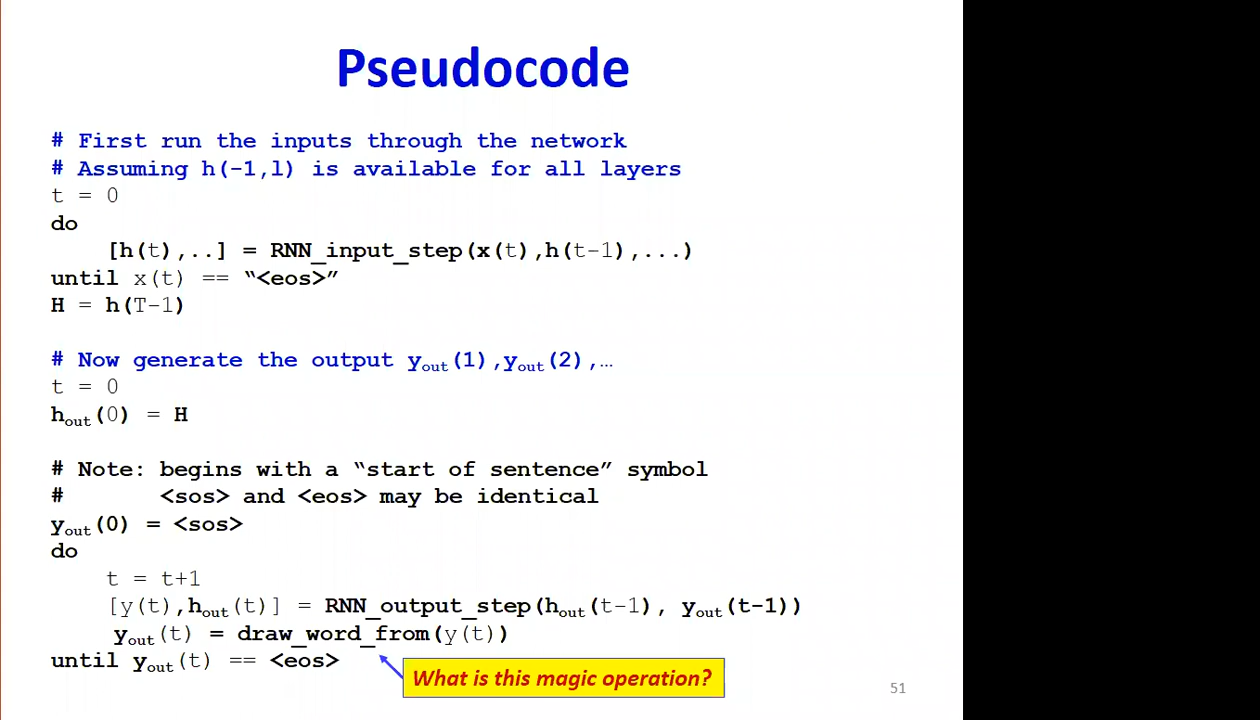 Pseudocode
# First run the inputs through the network
# Assuming h(-1,l) is available for all layers
t = 0
do
[h(t),..] = RNN_input_step(x(t),h(t-1),...)
until x(t) == “<eos>”
H = h(T-1)
# Now generate the output yout(1),yout(2),…
t = 0
hout(0) = H
# Note: begins with a “start of sentence” symbol
# <sos> and <eos> may be identical
yout(0) = <sos>
do
t = t+1
[y(t),hout(t)] = RNN_output_step(hout(t-1), yout(t-1))
yout(t) = draw_word_from(y(t))
until yout(t) == <eos>
What is this magic operation?
51